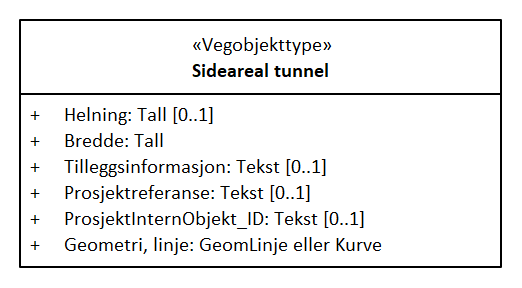 «Vegobjekttype»
Sideareal tunnel
+ Helning: Tall [0..1]
+ Bredde: Tall
+ Tilleggsinformasjon: Tekst [0..1]
+ Prosjektreferanse: Tekst [0..1]
+ ProsjektInternObjekt_ID: Tekst [0..1]
+ Geometri, linje: GeomLinje eller Kurve